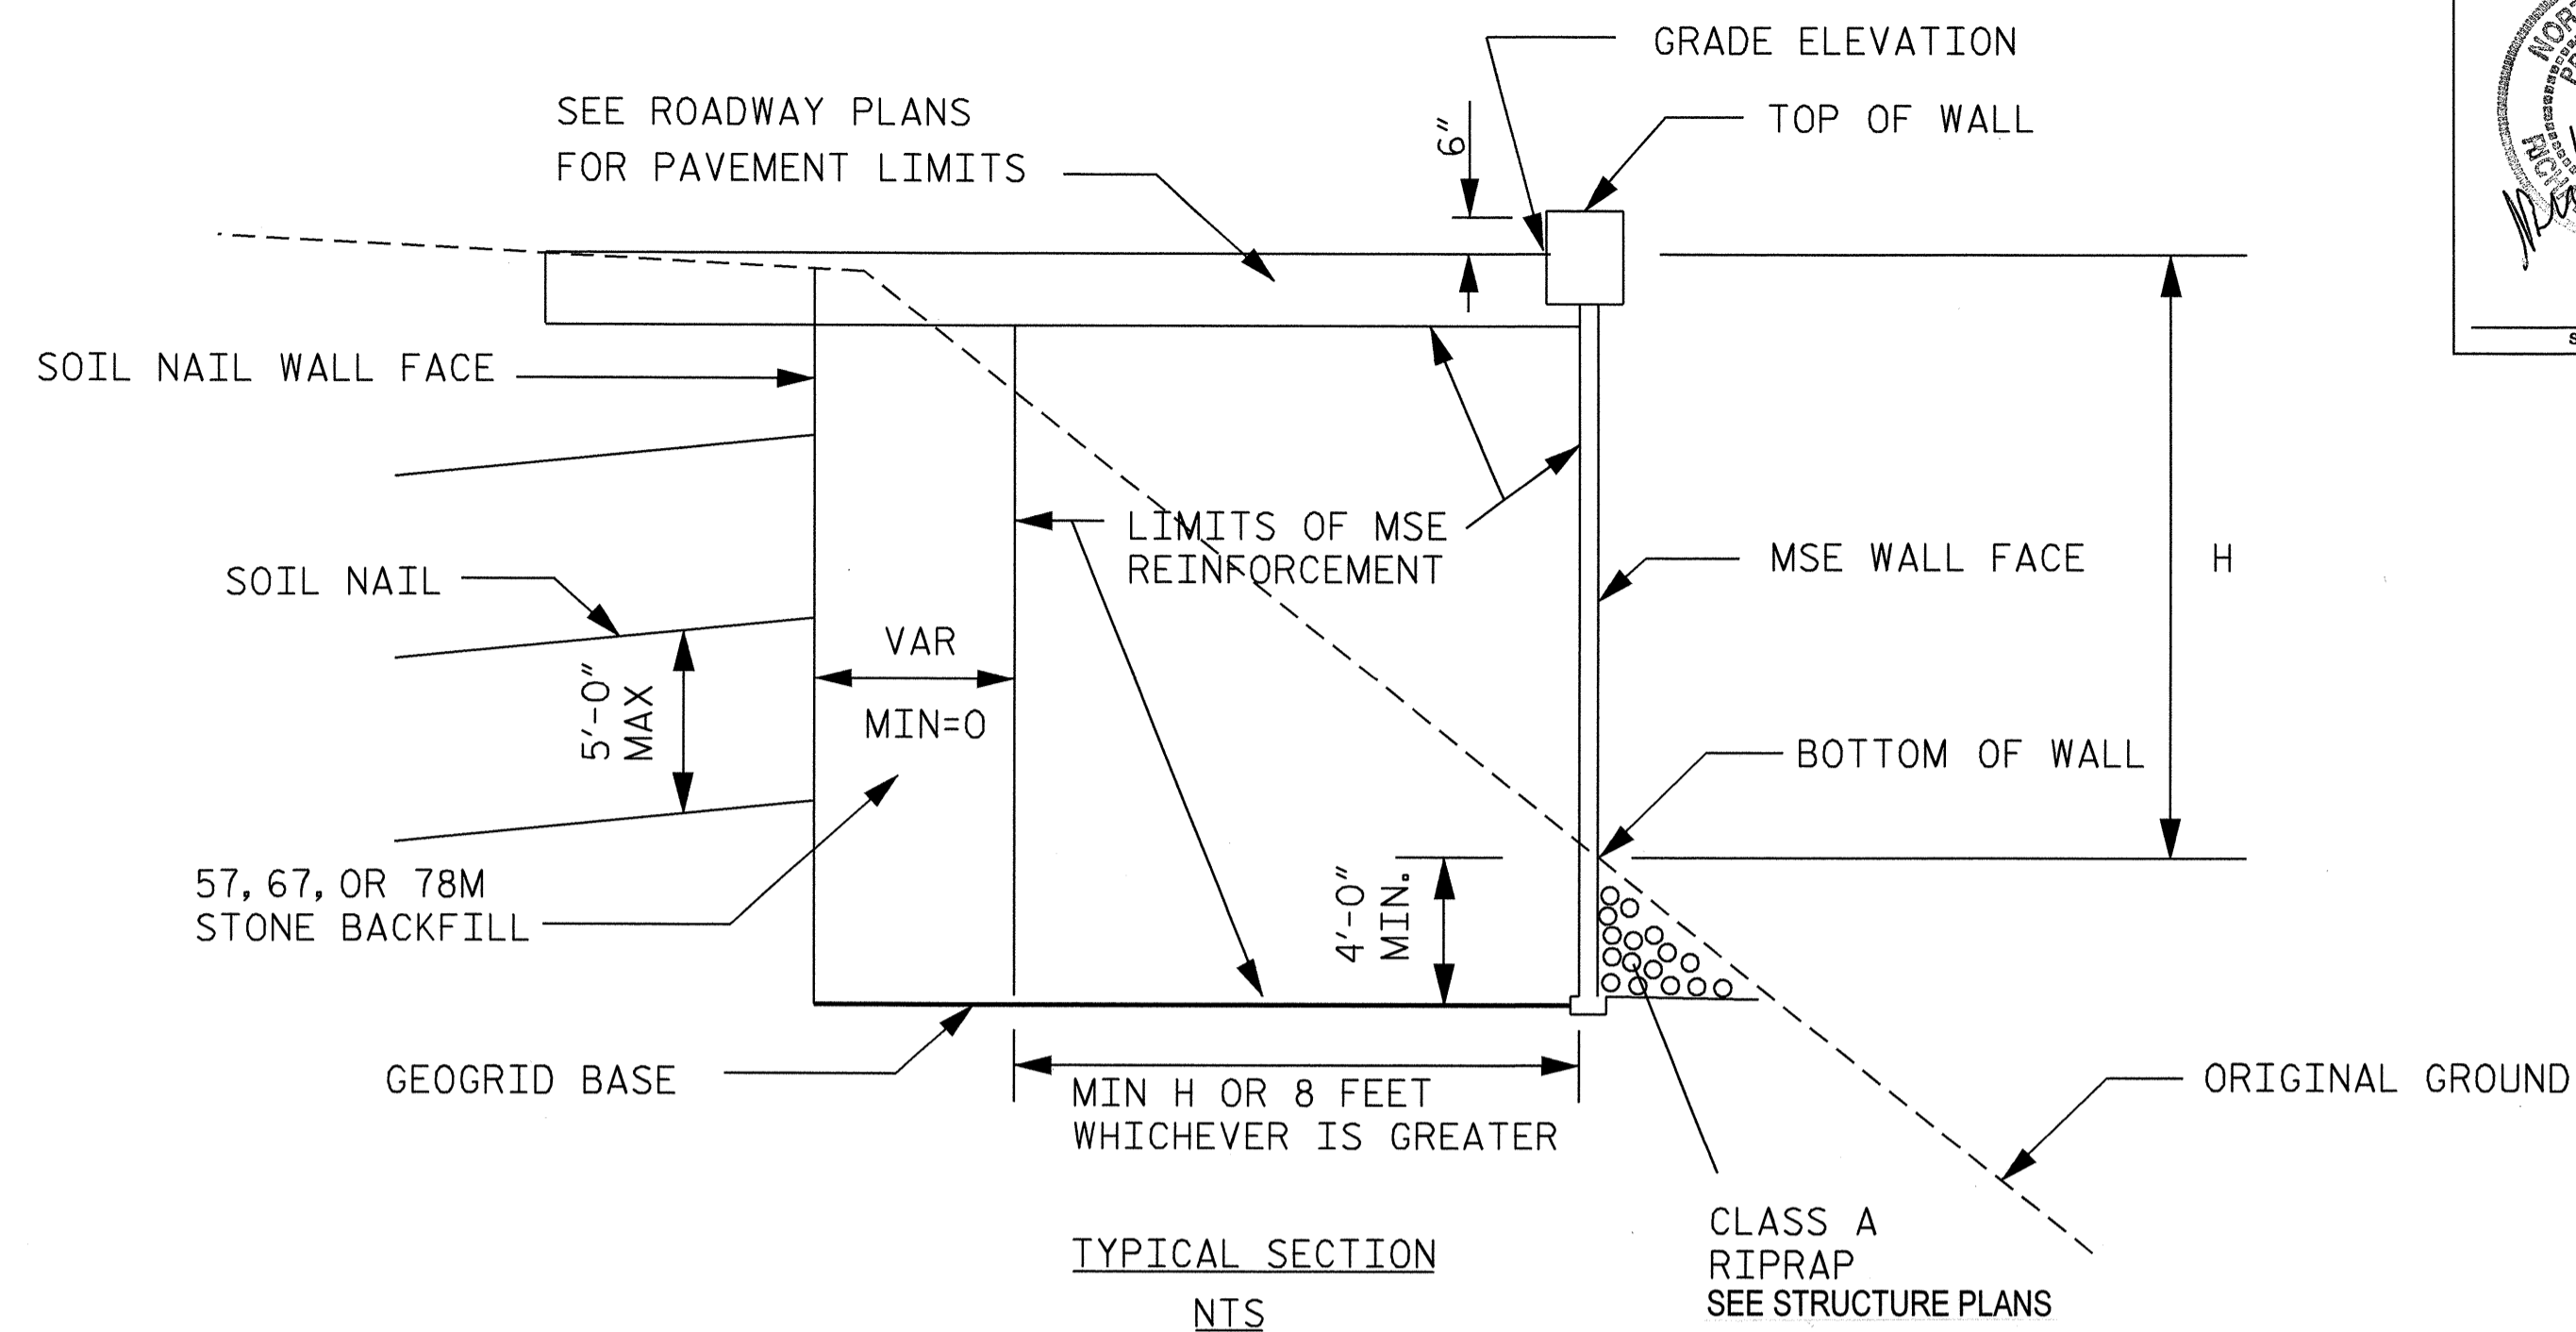 GRADE ELEVATION
TOP OF WALL
6"
SEE ROADWAY PLANS
FOR PAVEMENT LIMITS
SOIL NAIL WALL FACE
LIMITS OF MSE
REINFORCEMENT
MSE WALL FACE
H
SOIL NAIL
VAR
MIN=0
5'-0"
MAX
BOTTOM OF WALL
57, 67, OR 78M
STONE BACKFILL
4'-0"
MIN.
GEOGRID BASE
MIN H OR 8 FEET
WHICHEVER IS GREATER
ORIGINAL GROUND
CLASS A
RIPRAP
SEE STRUCTURE PLANS
TYPICAL SECTION
NTS